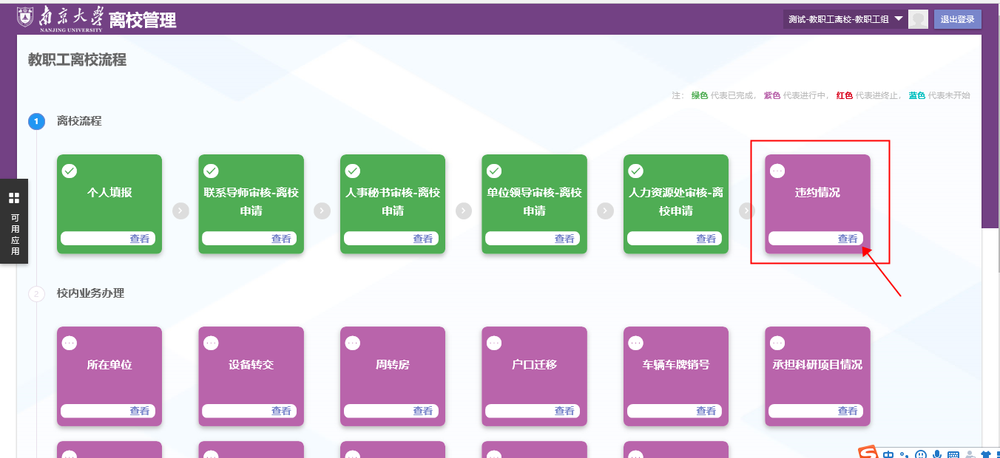 南京大学
NANJING UNIVERSITY
离校管理
测试-教职工离校-教职工组
退出登录
教职工离校流程
注： 绿色 代表已完成， 紫色 代表进行中， 红色 代表进终止， 蓝色 代表未开始
1 离校流程
个人填报
查看
联系导师审核-离校
申请
查看
人事秘书审核-离校
申请
查看
单位领导审核-离校
申请
查看
人力资源处审核-离
校申请
查看
违约情况
查看
可
用
应
用
2 校内业务办理
所在单位
查看
设备转交
查看
周转房
查看
户口迁移
查看
车辆车牌销号
查看
承担科研项目情况
查看
中